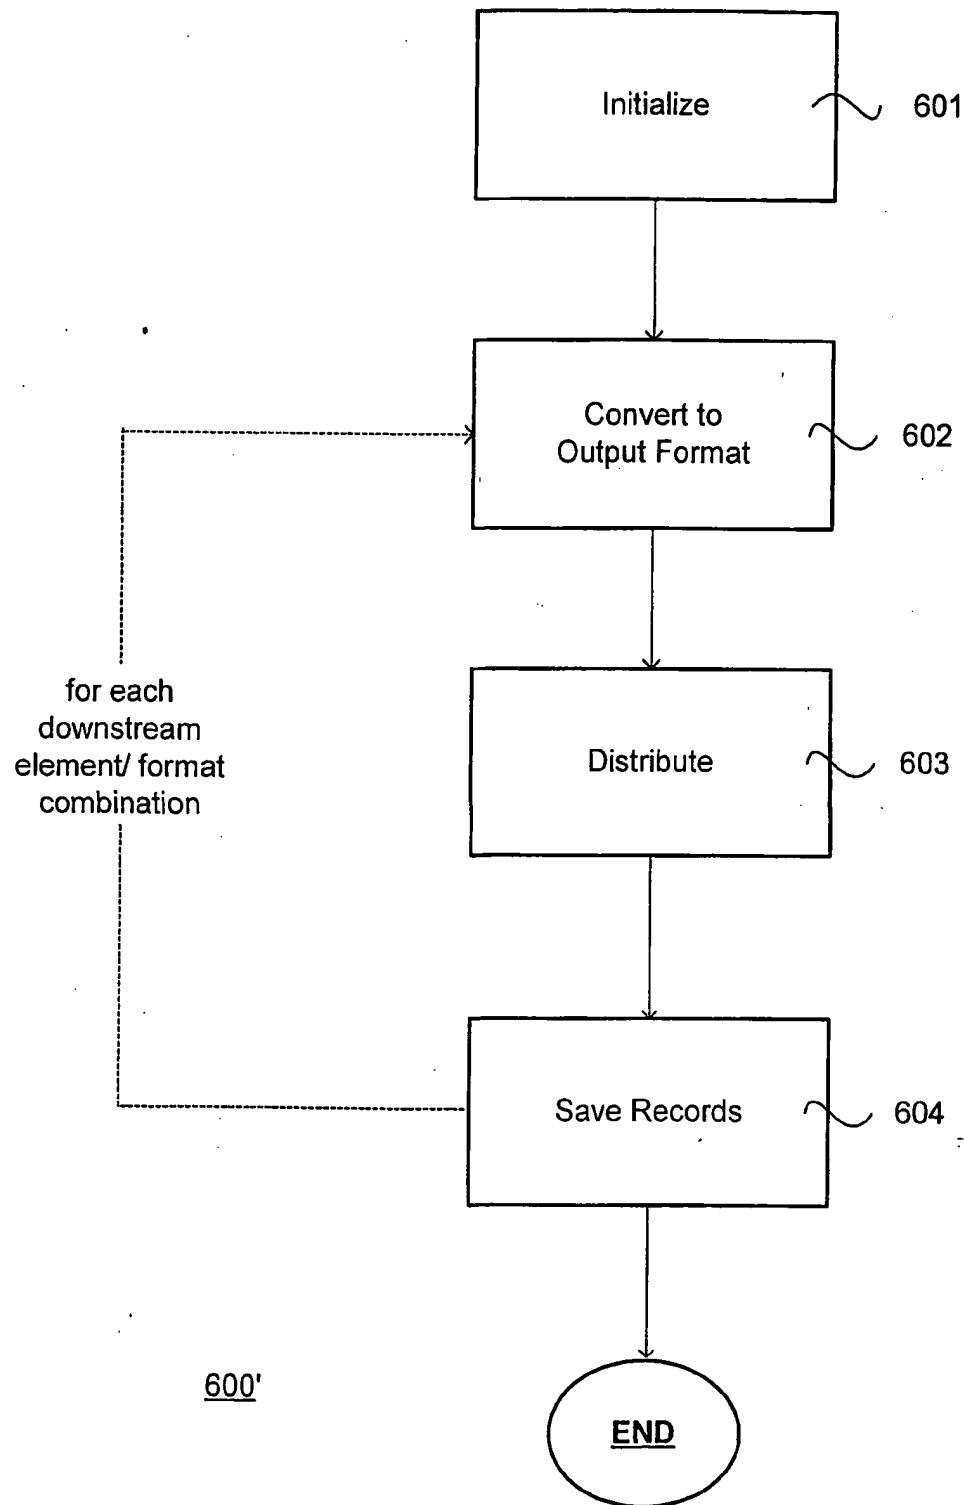 Initialize
601
Convert to
Output Format
602
for each
downstream
element/ format
combination
Distribute
603
Save Records
604
600'
END